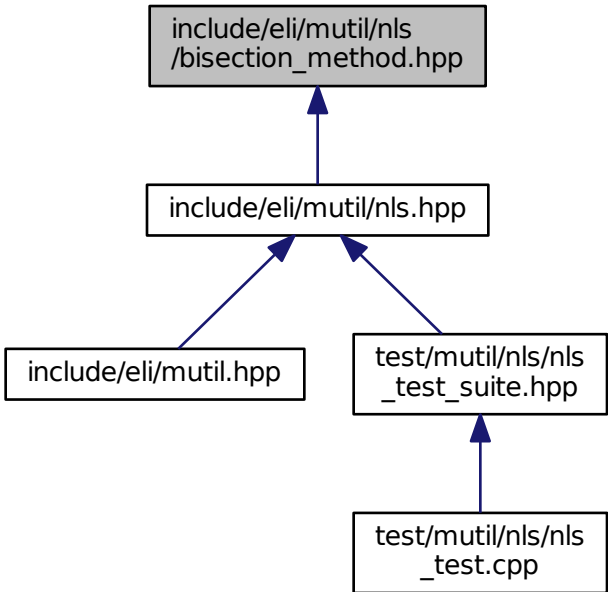 include/eli/mutil/nls
/bisection_method.hpp
include/eli/mutil/nls.hpp
include/eli/mutil.hpp
test/mutil/nls/nls
_test_suite.hpp
test/mutil/nls/nls
_test.cpp